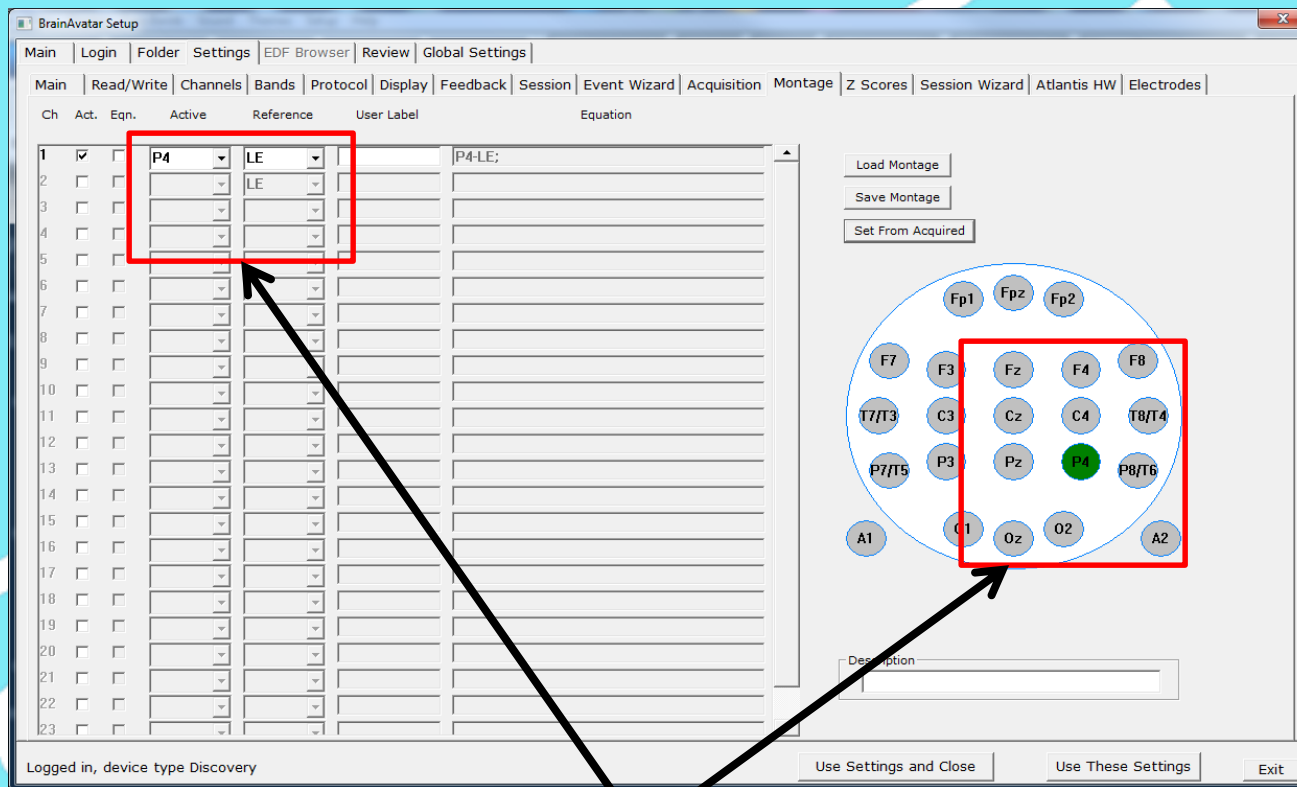 BrainAvatar Setup
Main Login Folder Settings EDF Browser Review Global Settings
Main Read/Write Channels Bands Protocol Display Feedback Session Event Wizard Acquisition Montage Z Scores Session Wizard Atlantis HW Electrodes
Ch Act. Eqn. Active Reference User Label Equation
1 P4 LE P4-LE;
2 LE
3
4
5
6
7
8
9
10
11
12
13
14
15
16
17
18
19
20
21
22
23
Load Montage
Save Montage
Set From Acquired
Fp1 Fpz Fp2
F7 F3 Fz F4 F8
T7/T3 C3 Cz C4 T8/T4
P7/T5 P3 Pz P4 P8/T6
A1 O1 Oz O2 A2
Description
Logged in, device type Discovery
Use Settings and Close Use These Settings Exit